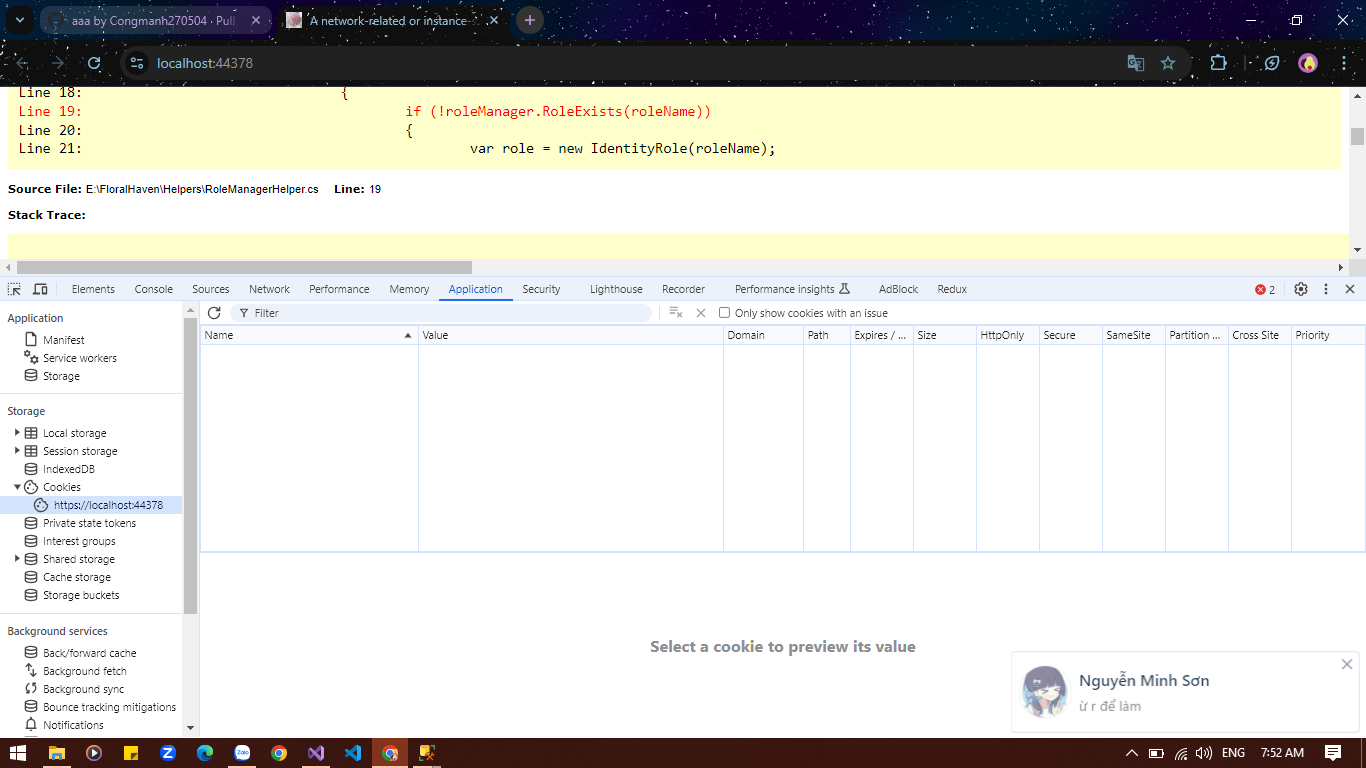 aaa by Congmanh270504 · Pull
A network-related or instance-
localhost:44378
Line 18: {
Line 19: if (!roleManager.RoleExists(roleName))
Line 20: {
Line 21: var role = new IdentityRole(roleName);
Source File: E:\FloralHaven\Helpers\RoleManagerHelper.cs Line: 19
Stack Trace:
Elements Console Sources Network Performance Memory Application Security Lighthouse Recorder Performance insights AdBlock Redux 2
Application
Manifest
Service workers
Storage
Storage
Local storage
Session storage
IndexedDB
Cookies
https://localhost:44378
Private state tokens
Interest groups
Shared storage
Cache storage
Storage buckets
Background services
Back/forward cache
Background fetch
Background sync
Bounce tracking mitigations
Notifications
Filter
Only show cookies with an issue
Name Value Domain Path Expires / ... Size HttpOnly Secure SameSite Partition ... Cross Site Priority
Select a cookie to preview its value
Nguyễn Minh Sơn
ừ r để làm
Zalo
ENG 7:52 AM